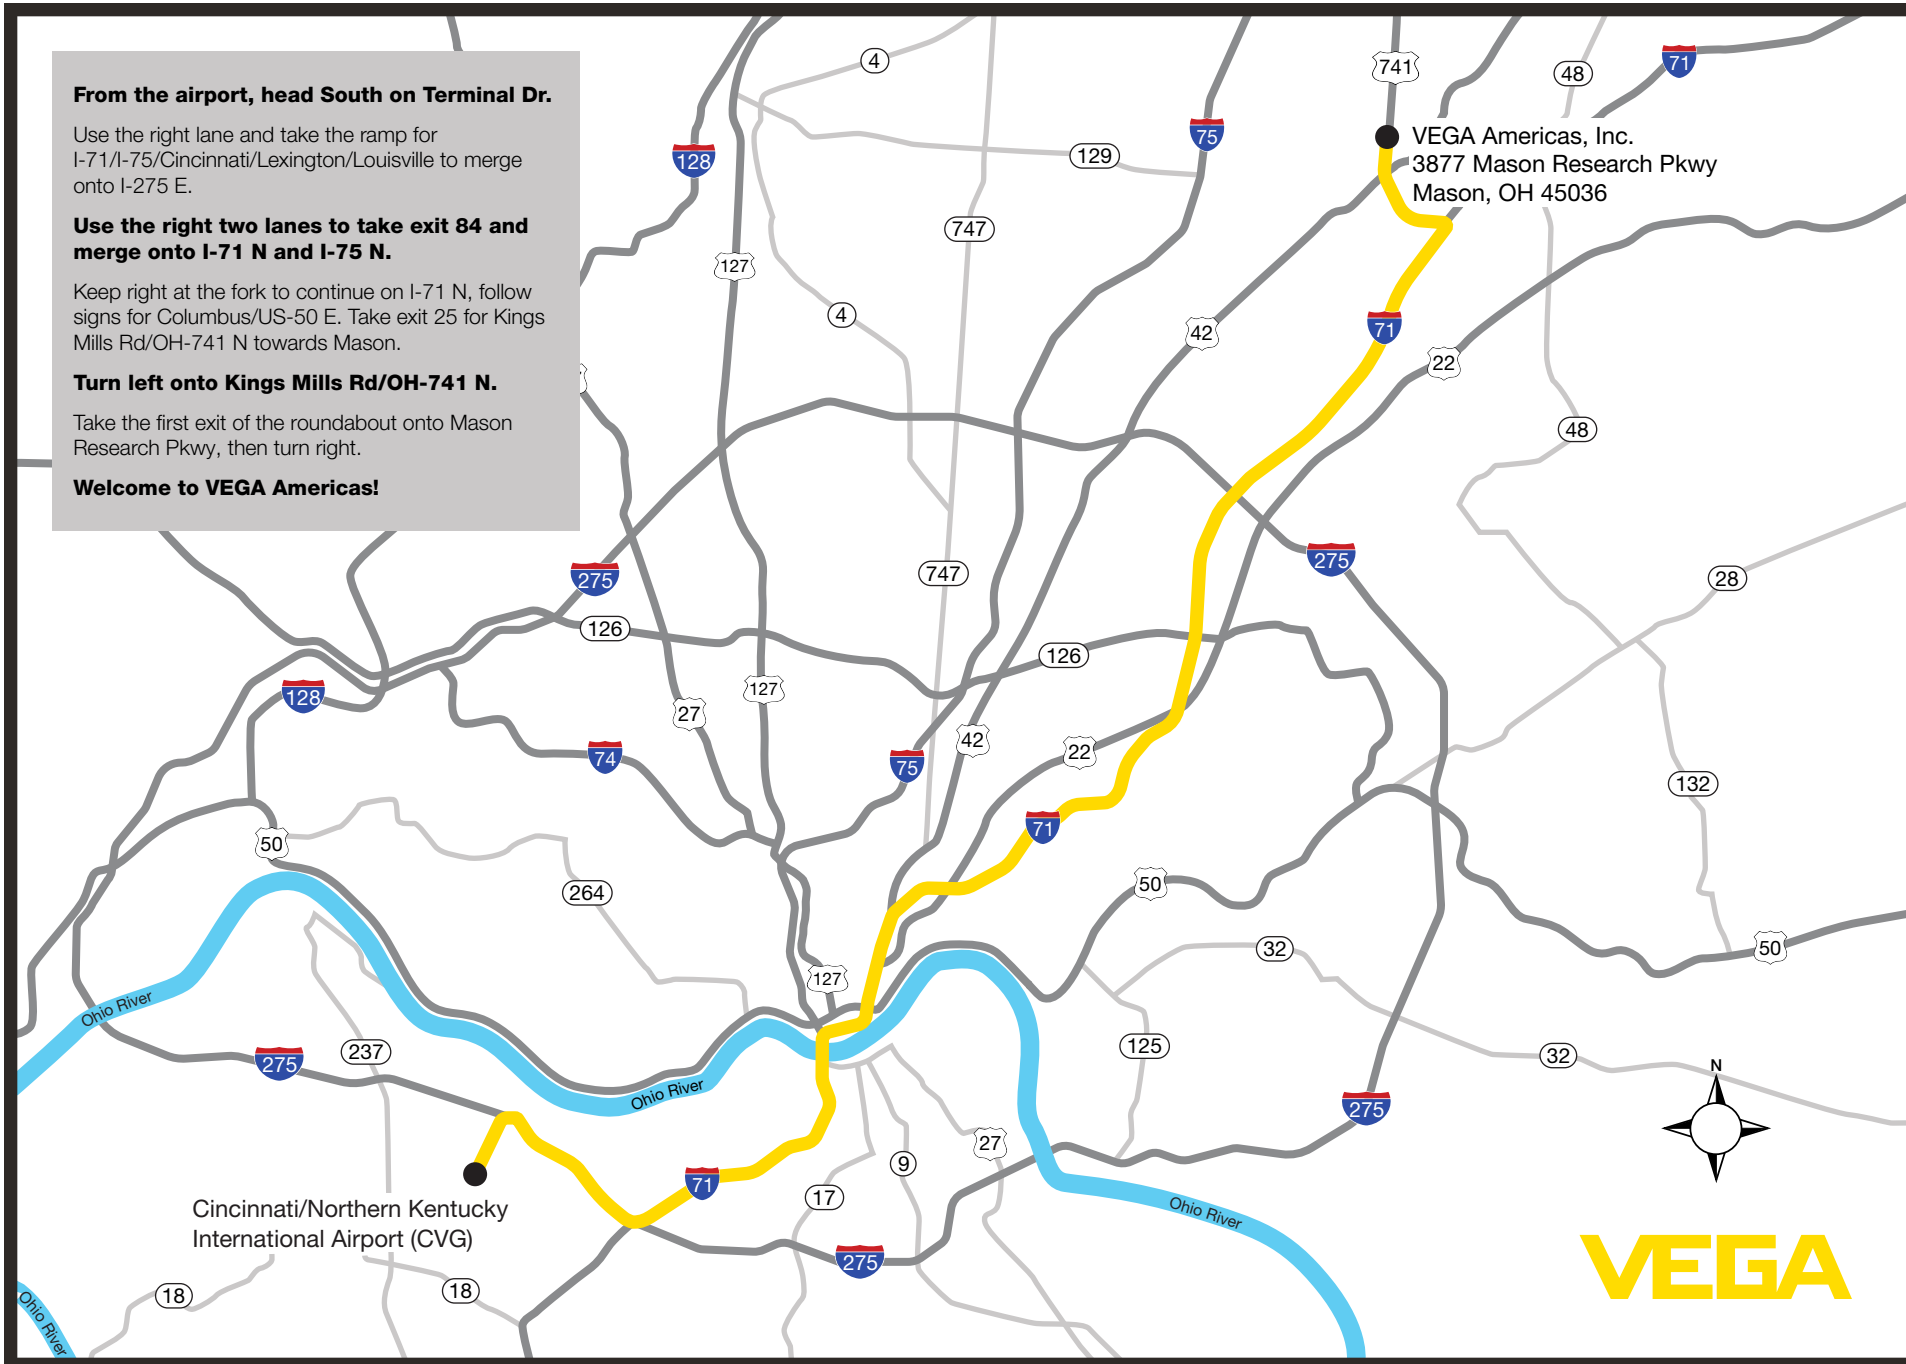 From the airport, head South on Terminal Dr.
Use the right lane and take the ramp for
I-71/I-75/Cincinnati/Lexington/Louisville to merge
onto I-275 E.
Use the right two lanes to take exit 84 and
merge onto I-71 N and I-75 N.
Keep right at the fork to continue on I-71 N, follow
signs for Columbus/US-50 E. Take exit 25 for Kings
Mills Rd/OH-741 N towards Mason.
Turn left onto Kings Mills Rd/OH-741 N.
Take the first exit of the roundabout onto Mason
Research Pkwy, then turn right.
Welcome to VEGA Americas!
4
741
48
71
128
75
129
VEGA Americas, Inc.
3877 Mason Research Pkwy
Mason, OH 45036
747
127
4
42
71
22
48
275
747
275
28
126
126
128
27
127
42
22
74
75
132
71
50
264
50
32
50
127
Ohio River
275
237
125
32
Ohio River
N
275
27
9
71
17
Cincinnati/Northern Kentucky
International Airport (CVG)
Ohio River
275
18
18
Ohio River
VEGA